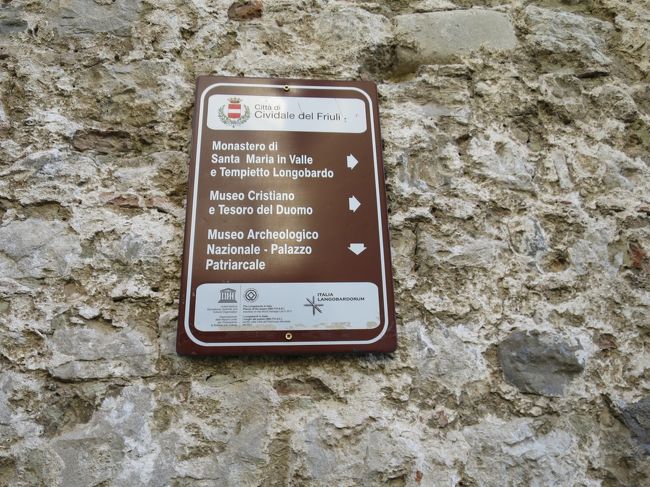 Città di
Cividale del Friuli
Monastero di
Santa Maria in Valle
e Tempietto Longobardo
Museo Cristiano
e Tesoro del Duomo
Museo Archeologico
Nazionale - Palazzo
Patriarcale
ITALIA
LANGOBARDORUM